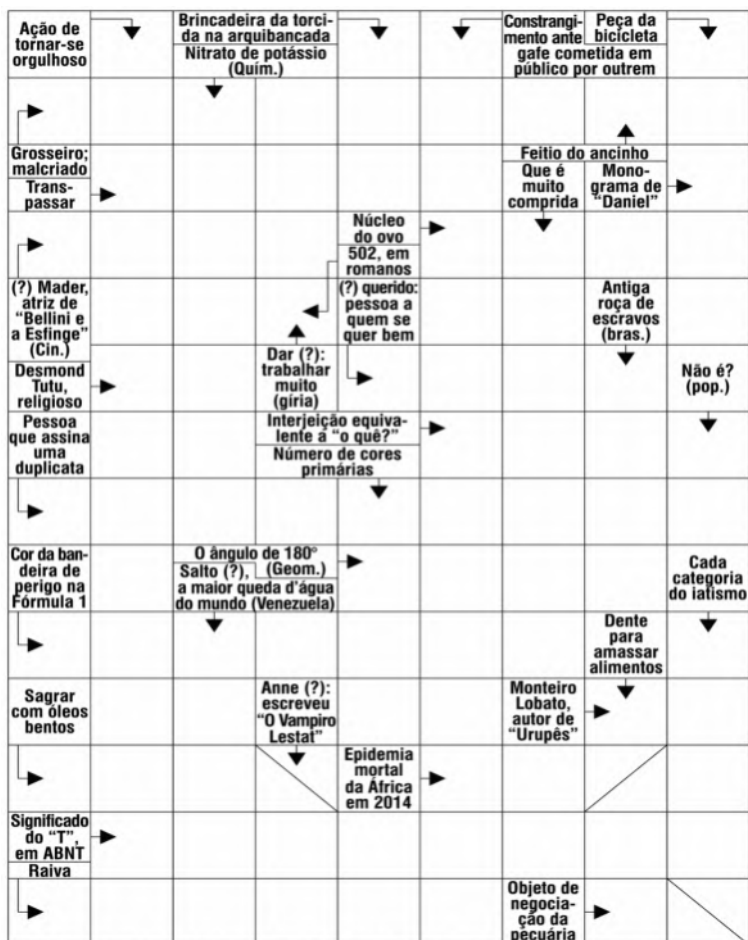 Ação de
tornar-se
orgulhoso
Brincadeira da torci-
da na arquibancada
Nitrato de potássio
(Quím.)
Constrangi-
mento ante
gafe cometida em
público por outrem
Peça da
bicicleta
Grosseiro;
malcriado
Trans-
passar
Feitio do ancinho
Que é
muito
comprida
Mono-
grama de
"Daniel"
Núcleo
do ovo
502, em
romanos
(?) Mader,
atriz de
"Bellini e
a Esfinge"
(Cin.)
(?) querido:
pessoa a
quem se
quer bem
Antiga
roça de
escravos
(bras.)
Desmond
Tutu,
religioso
Dar (?):
trabalhar
muito
(gíria)
Não é?
(pop.)
Pessoa
que assina
uma
duplicata
Interjeição equiva-
lente a "o quê?"
Número de cores
primárias
Cor da ban-
deira de
perigo na
Fórmula 1
O ângulo de 180°
(Geom.)
Salto (?),
a maior queda d'água
do mundo (Venezuela)
Cada
categoria
do iatismo
Dente
para
amassar
alimentos
Sagrar
com óleos
bentos
Anne (?):
escreveu
"O Vampiro
Lestat"
Monteiro
Lobato,
autor de
"Urupês"
Epidemia
mortal
da África
em 2014
Significado
do "T",
em ABNT
Raiva
Objeto de
negocia-
ção da
pecuária